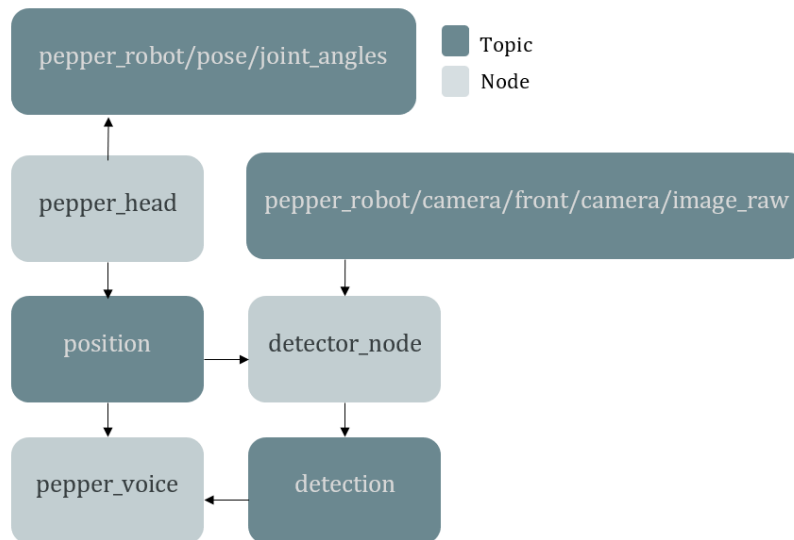 pepper_robot/pose/joint_angles
Topic
Node
pepper_head
pepper_robot/camera/front/camera/image_raw
position
detector_node
pepper_voice
detection